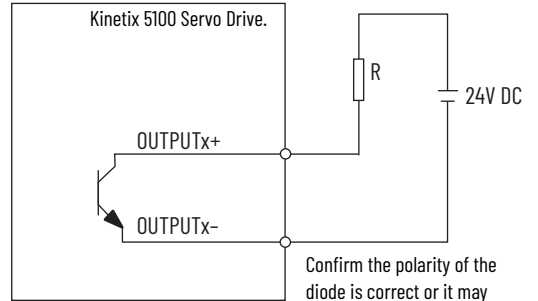 Kinetix 5100 Servo Drive.
R
24V DC
OUTPUTx+
OUTPUTx–
Confirm the polarity of the
diode is correct or it may